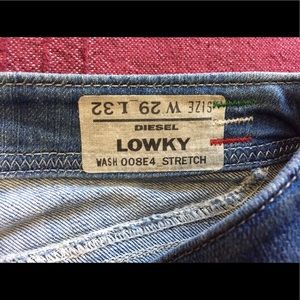 SIZE W 29 L 32
DIESEL
LOWKY
WASH 008E4 STRETCH